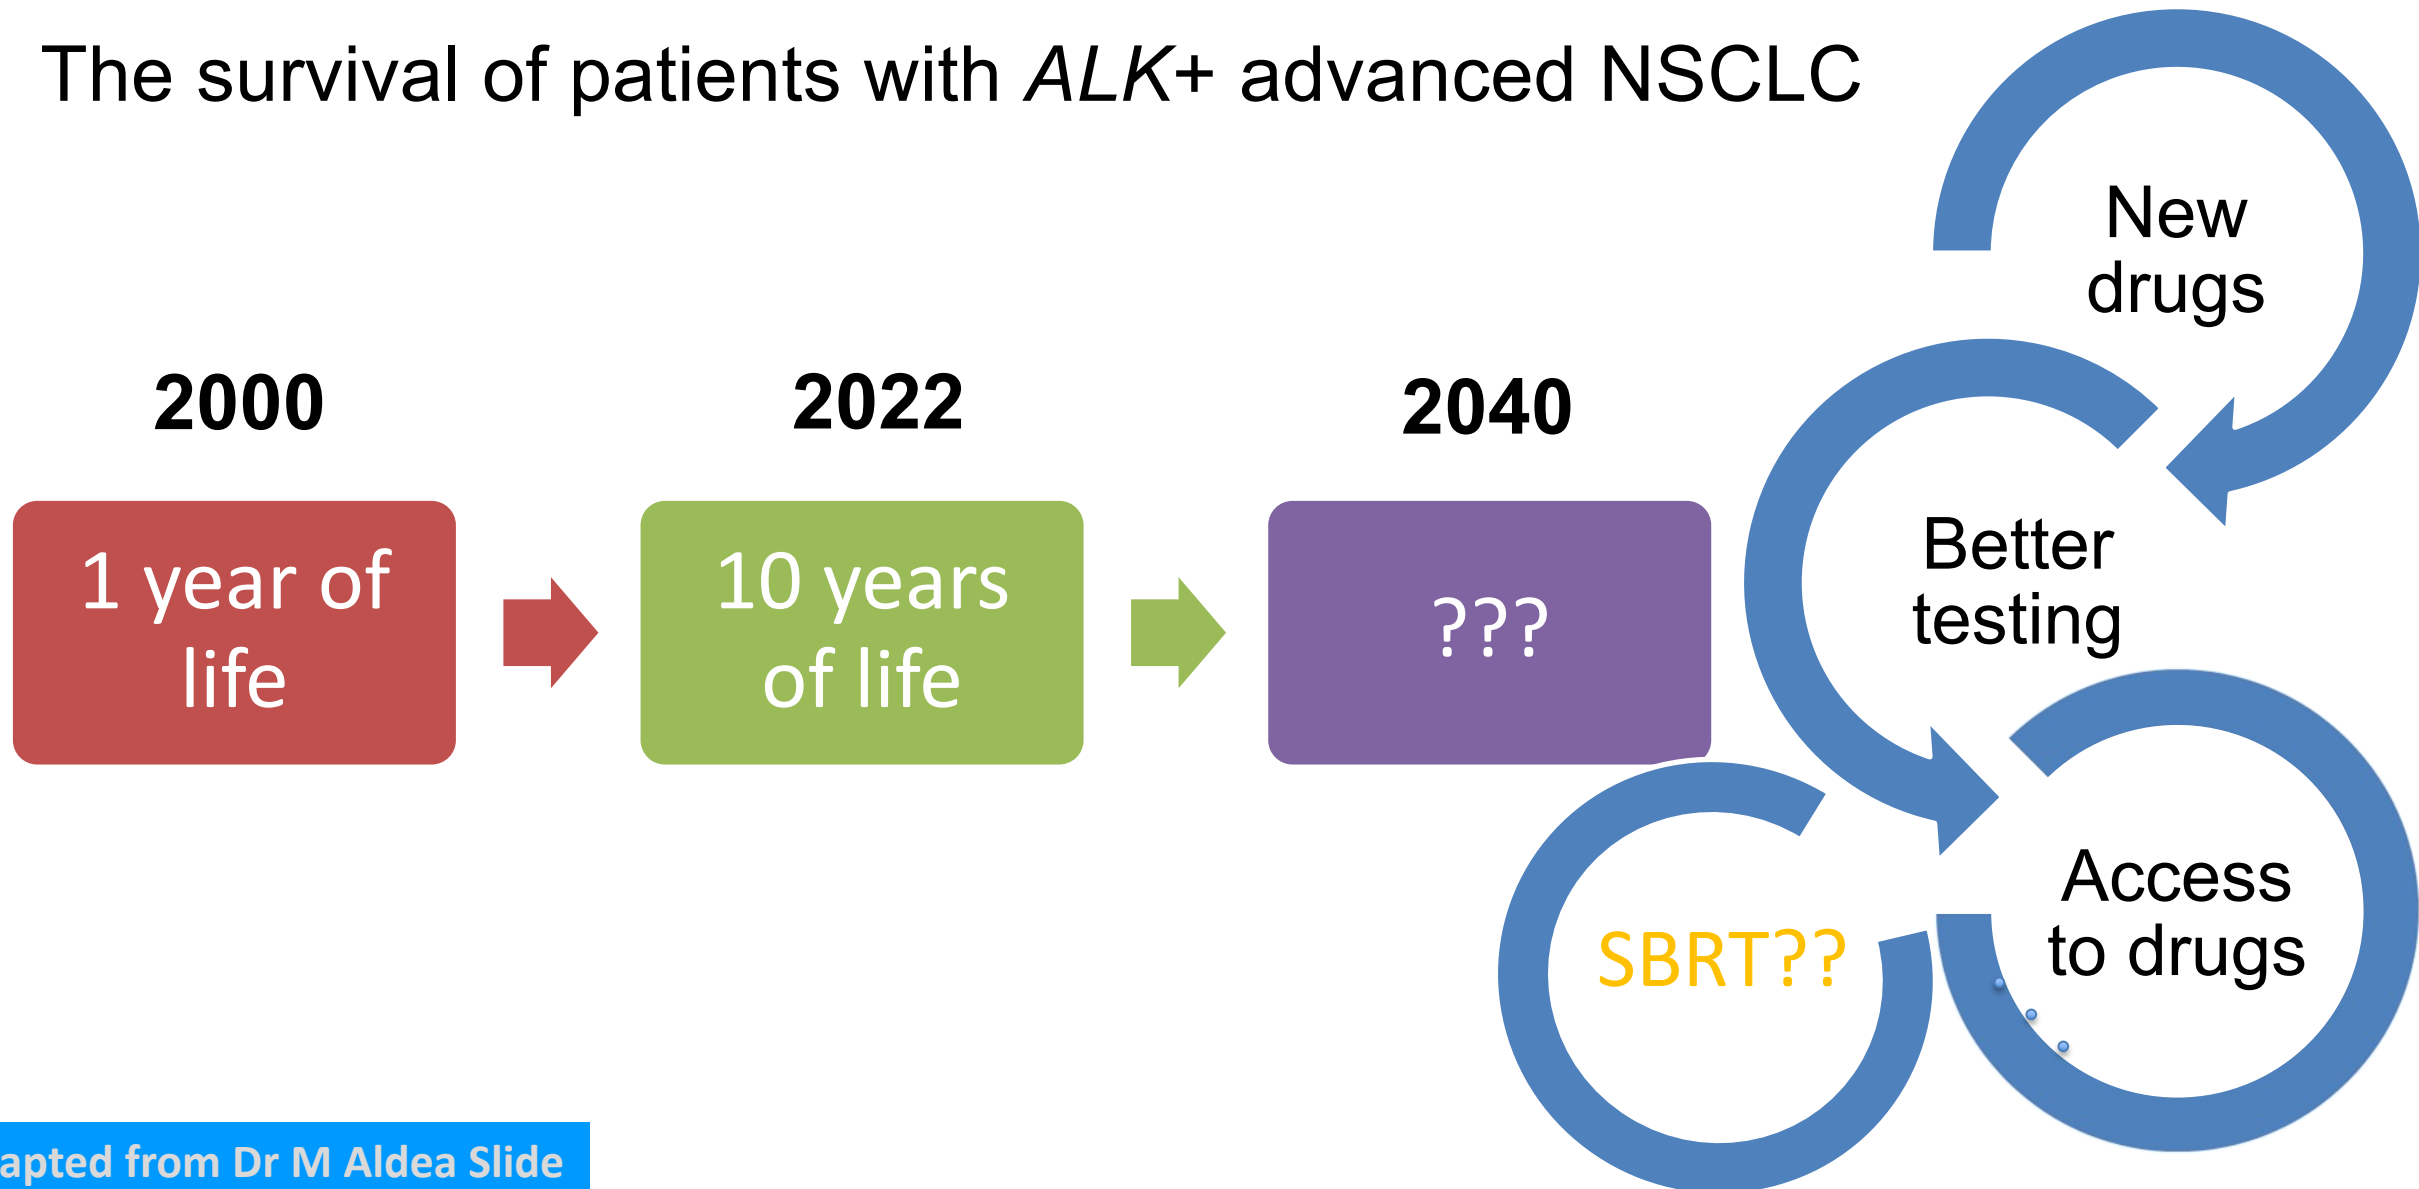 The survival of patients with ALK+ advanced NSCLC
2000
2022
2040
1 year of
life
10 years
of life
???
New
drugs
Better
testing
Access
to drugs
SBRT??
apted from Dr M Aldea Slide